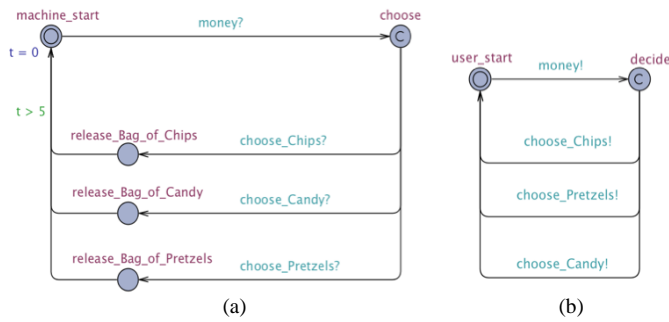 machine_start
money?
choose
t = 0
t > 5
release_Bag_of_Chips
choose_Chips?
release_Bag_of_Candy
choose_Candy?
release_Bag_of_Pretzels
choose_Pretzels?
C
(a)
user_start
money!
decide
C
choose_Chips!
choose_Pretzels!
choose_Candy!
(b)